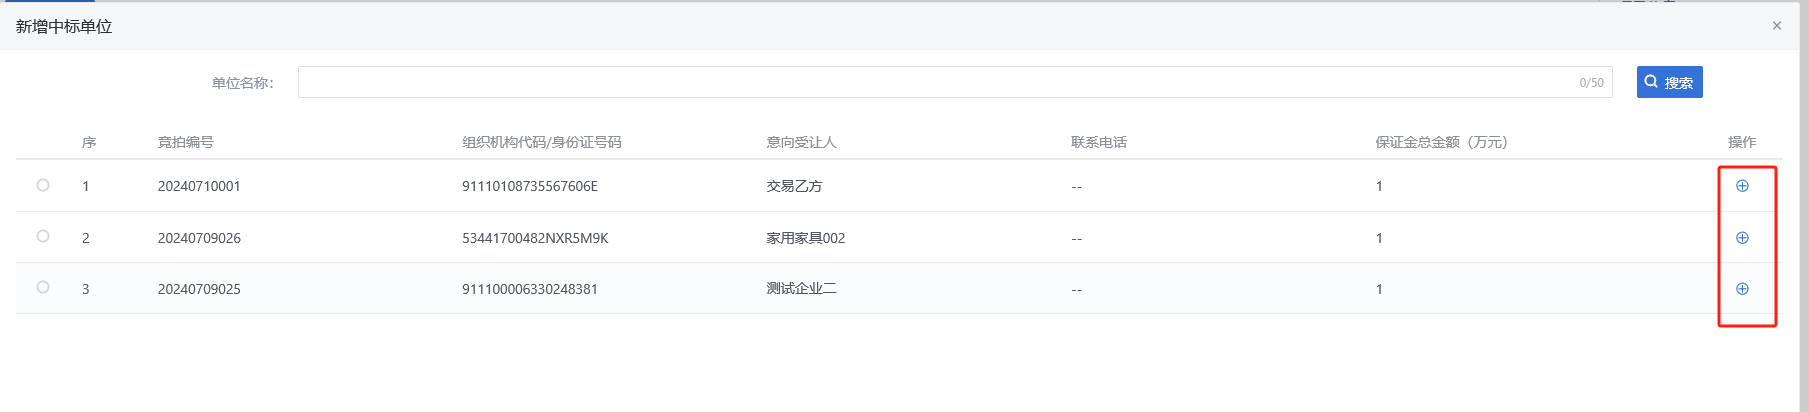 新增中标单位
单位名称： 0/50 搜索
序 竞拍编号 组织机构代码/身份证号码 意向受让人 联系电话 保证金总金额（万元） 操作
1 20240710001 91110108735567606E 交易乙方 -- 1
2 20240709026 53441700482NXR5M9K 家用家具002 -- 1
3 20240709025 911100006330248381 测试企业二 -- 1